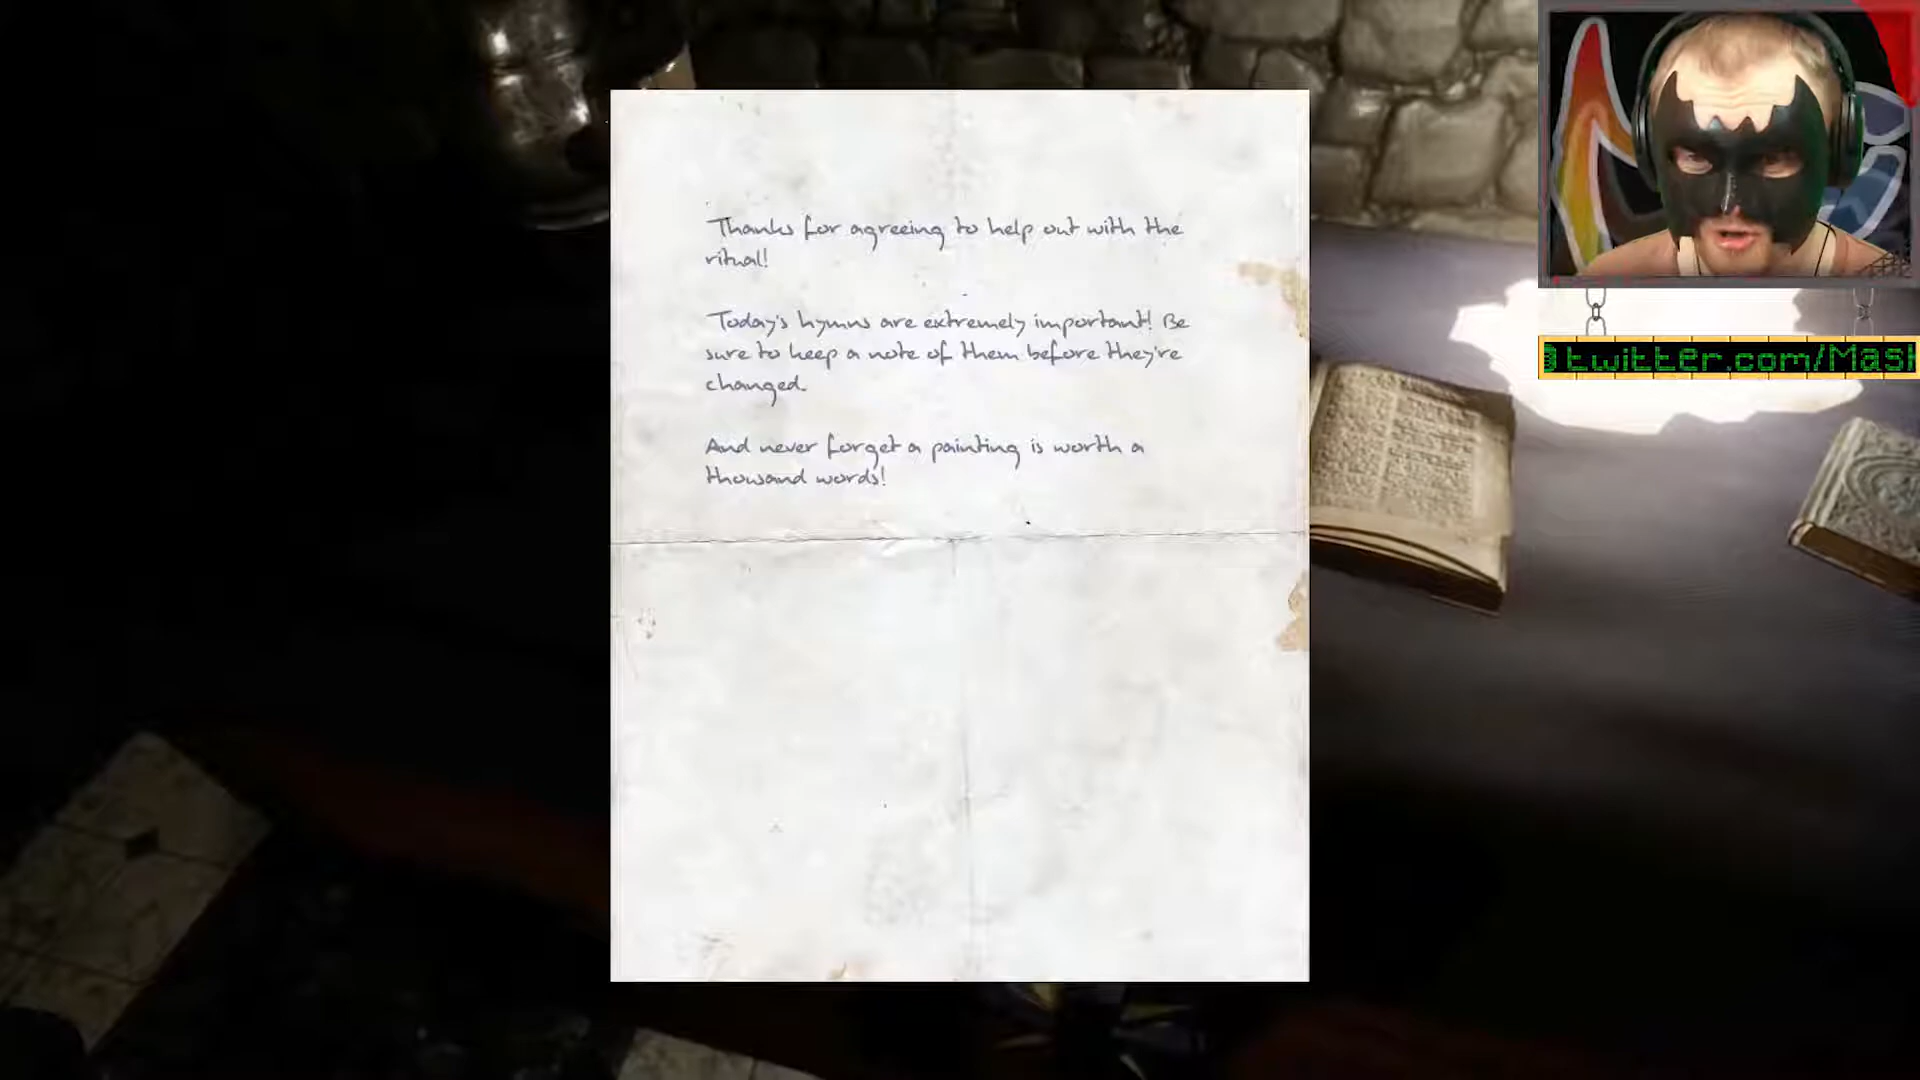 Thanks for agreeing to help out with the
ritual!
Today's hymns are extremely important! Be
sure to keep a note of them before they're
changed.
And never forget a painting is worth a
thousand words!
twitter.com/Mas